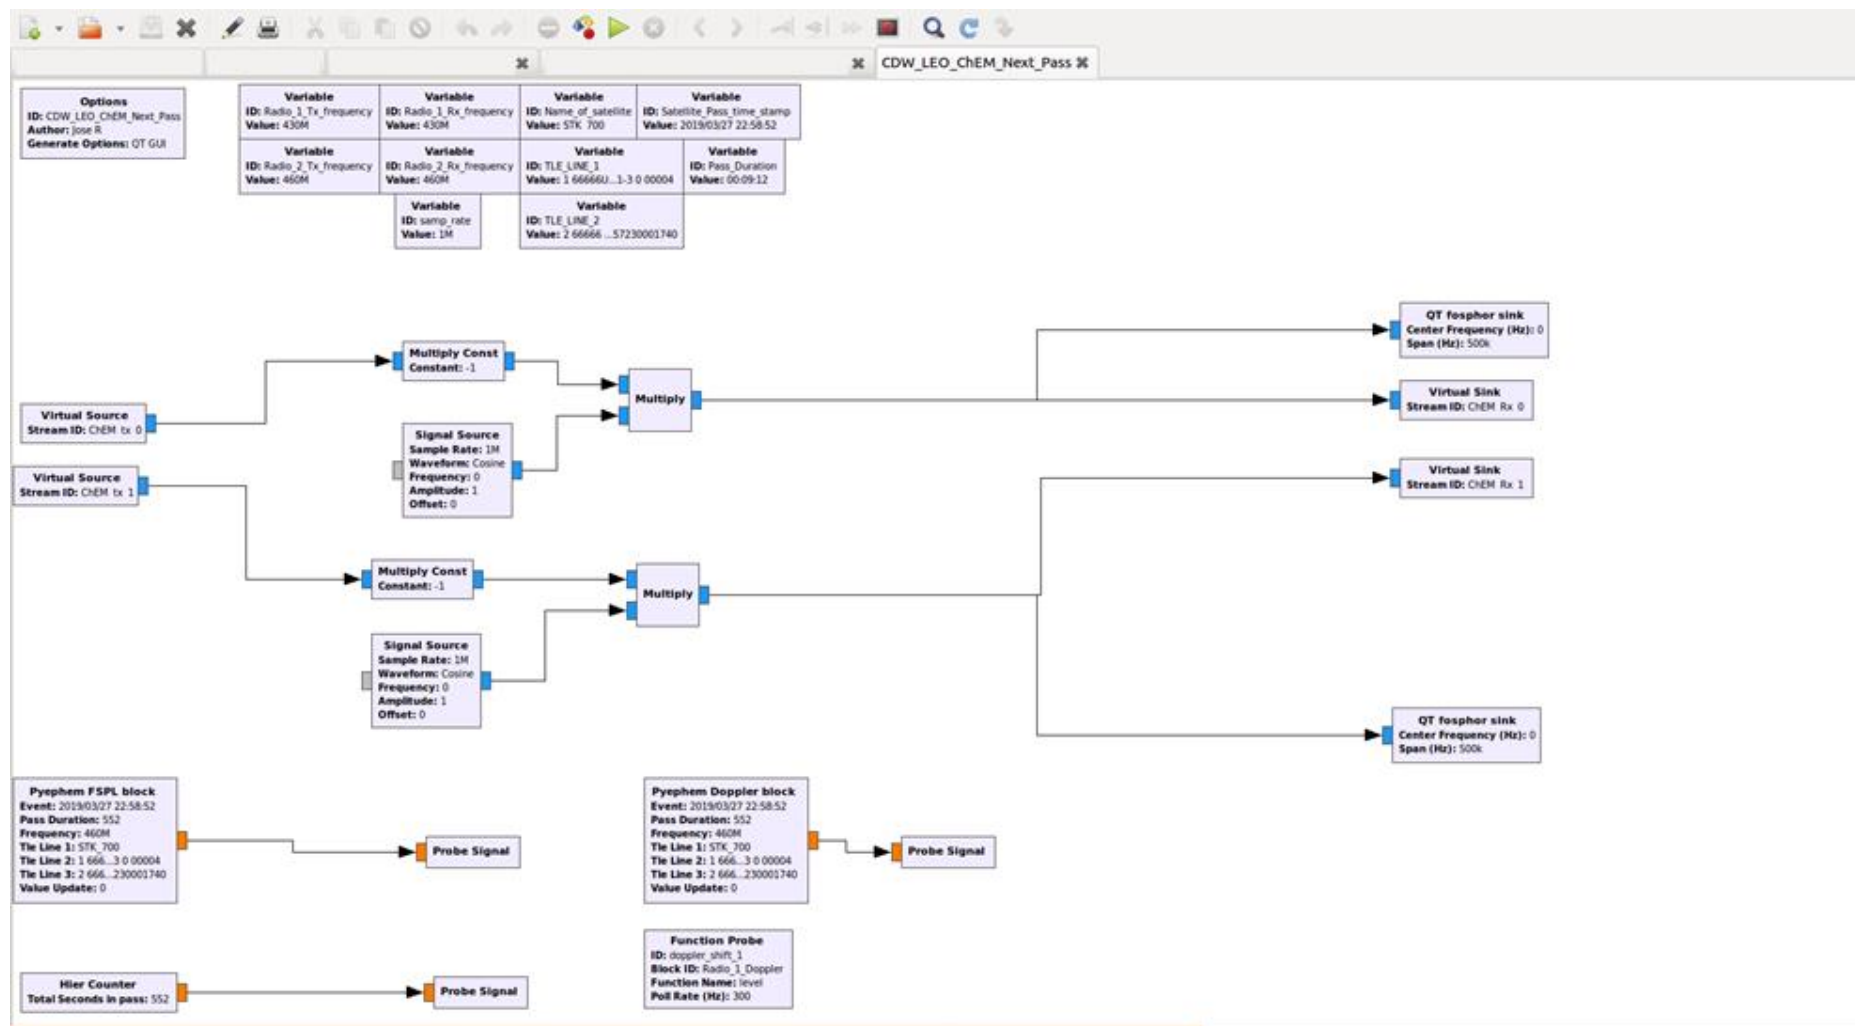 CDW_LEO_ChEM_Next_Pass
Options
ID: CDW_LEO_ChEM_Next_Pass
Author: Jose R
Generate Options: QT GUI
Variable
ID: Radio_1_Tx_frequency
Value: 430M
Variable
ID: Radio_1_Rx_frequency
Value: 430M
Variable
ID: Name_of_satellite
Value: STK_700
Variable
ID: Satellite_Pass_time_stamp
Value: 2019/03/27 22:58:52
Variable
ID: Radio_2_Tx_frequency
Value: 460M
Variable
ID: Radio_2_Rx_frequency
Value: 460M
Variable
ID: TLE_LINE_1
Value: 1 66666U...1-3 0 00004
Variable
ID: Pass_Duration
Value: 00:09:12
Variable
ID: samp_rate
Value: 1M
Variable
ID: TLE_LINE_2
Value: 2 66666 ...57230001740
QT fosphor sink
Center Frequency (Hz): 0
Span (Hz): 500k
Multiply Const
Constant: -1
Multiply
Virtual Sink
Stream ID: ChEM_Rx_0
Virtual Source
Stream ID: ChEM_tx_0
Signal Source
Sample Rate: 1M
Waveform: Cosine
Frequency: 0
Amplitude: 1
Offset: 0
Virtual Source
Stream ID: ChEM_tx_1
Virtual Sink
Stream ID: ChEM_Rx_1
Multiply Const
Constant: -1
Multiply
Signal Source
Sample Rate: 1M
Waveform: Cosine
Frequency: 0
Amplitude: 1
Offset: 0
QT fosphor sink
Center Frequency (Hz): 0
Span (Hz): 500k
Pyephem FSPL block
Event: 2019/03/27 22:58:52
Pass Duration: 552
Frequency: 460M
Tle Line 1: STK_700
Tle Line 2: 1 666...3 0 00004
Tle Line 3: 2 666...230001740
Value Update: 0
Probe Signal
Pyephem Doppler block
Event: 2019/03/27 22:58:52
Pass Duration: 552
Frequency: 460M
Tle Line 1: STK_700
Tle Line 2: 1 666...3 0 00004
Tle Line 3: 2 666...230001740
Value Update: 0
Probe Signal
Function Probe
ID: doppler_shift_1
Block ID: Radio_1_Doppler
Function Name: level
Poll Rate (Hz): 300
Hier Counter
Total Seconds in pass: 552
Probe Signal